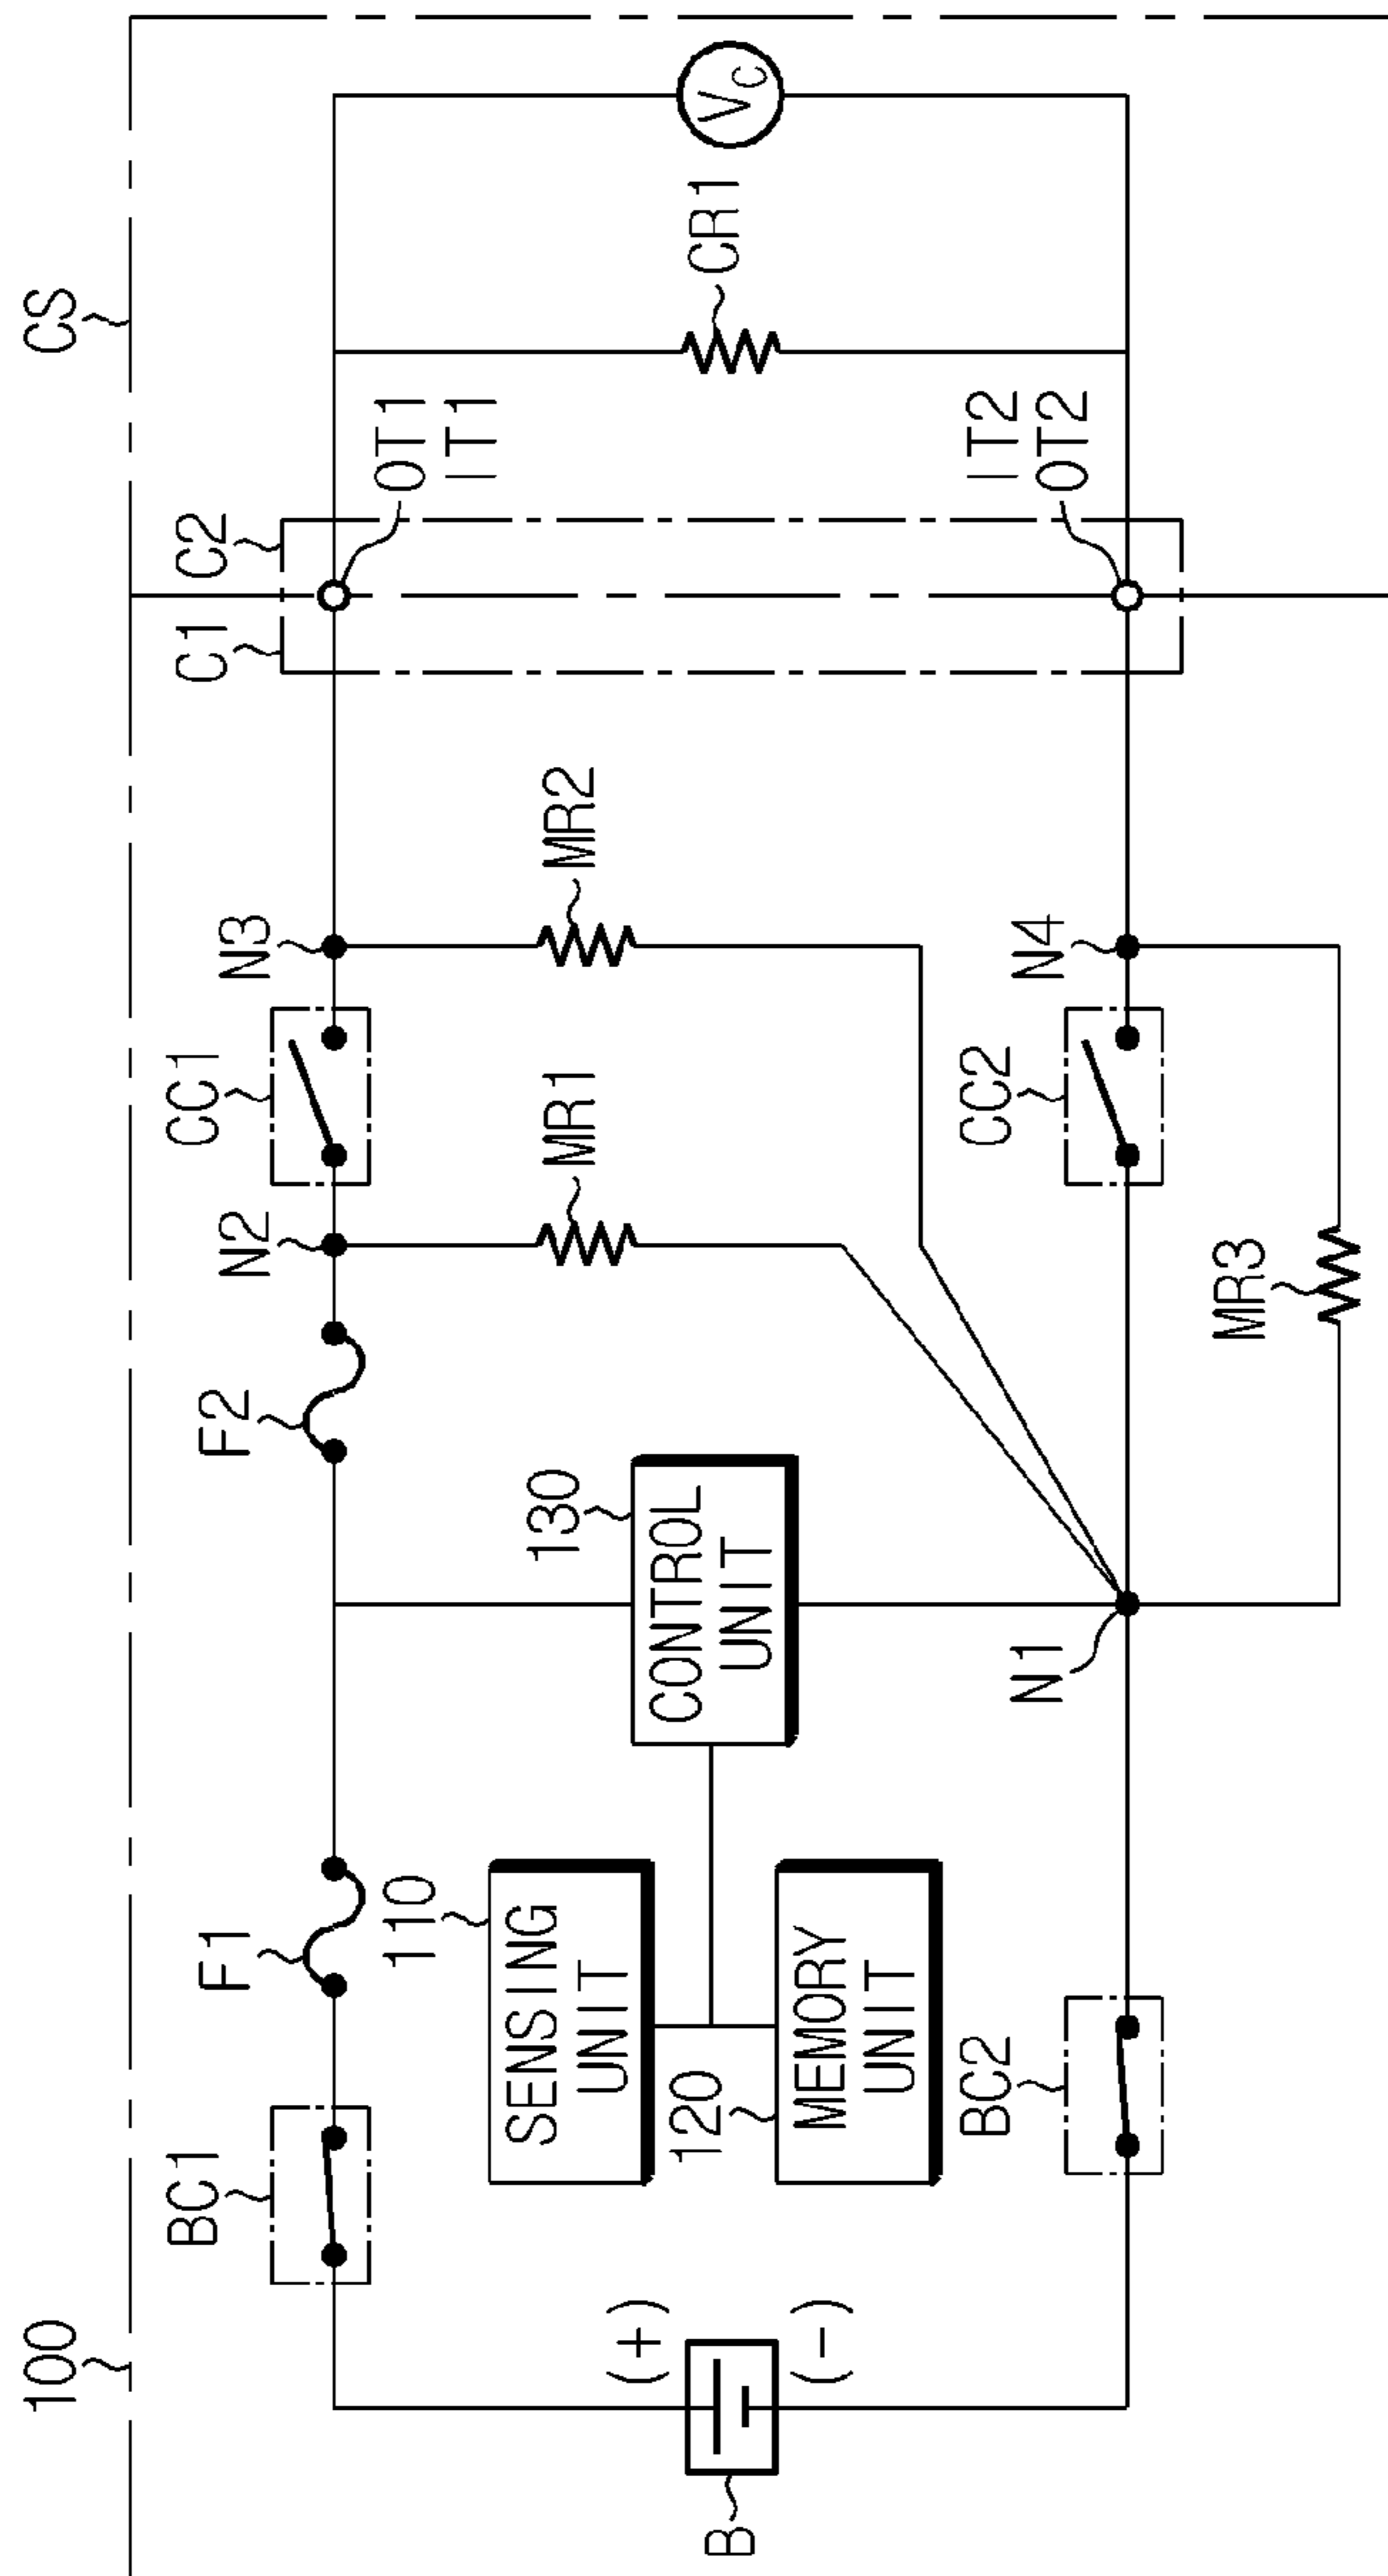 100
CS
BC1
F1
F2
N2
CC1
N3
C1
C2
OT1
IT1
110
SENSING
UNIT
130
CONTROL
UNIT
MR1
MR2
CR1
VC
B
(+)
(-)
120
MEMORY
UNIT
BC2
N1
CC2
N4
IT2
OT2
MR3